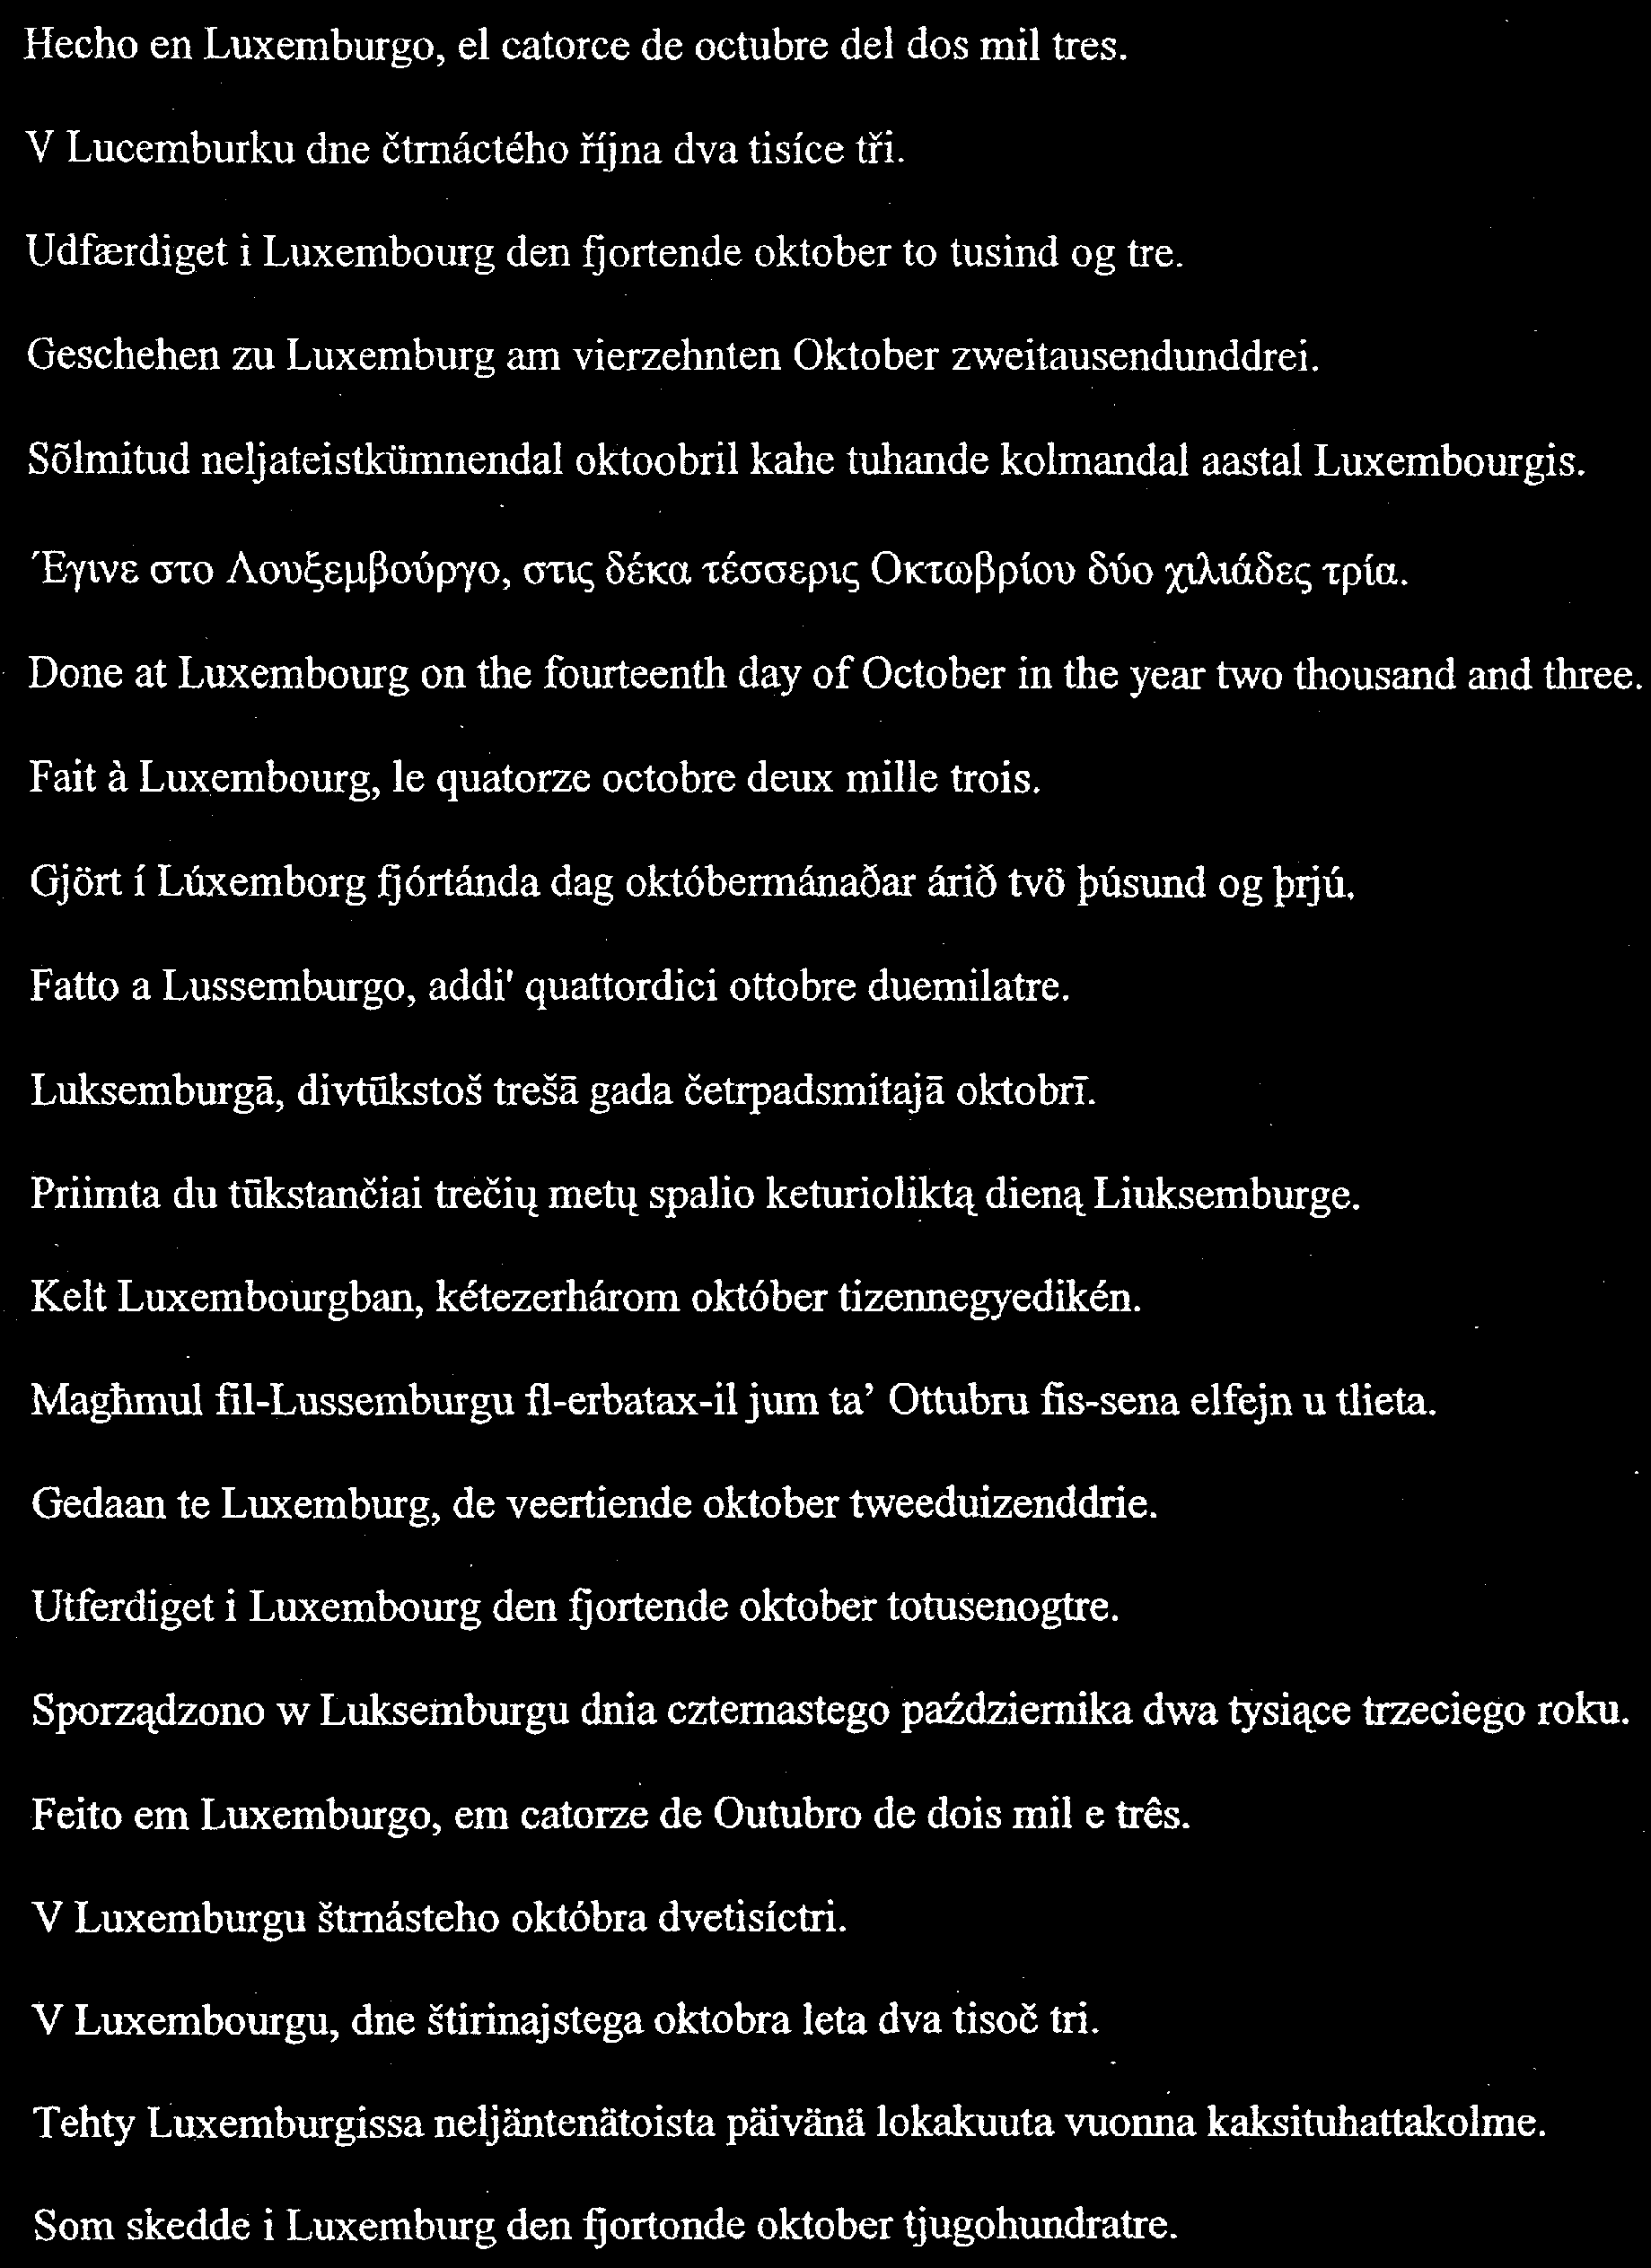 Hecho en Luxemburgo, el catorce de octubre del dos mil tres.
V Lucemburku dne čtrnáctého října dva tisíce tři.
Udfærdiget i Luxembourg den fjortende oktober to tusind og tre.
Geschehen zu Luxemburg am vierzehnten Oktober zweitausendunddrei.
Sõlmitud neljateistkümnendal oktoobril kahe tuhande kolmandal aastal Luxembourgis.
Έγινε στο Λουξεμβούργο, στις δέκα τέσσερις Οκτωβρίου δύο χιλιάδες τρία.
Done at Luxembourg on the fourteenth day of October in the year two thousand and three.
Fait à Luxembourg, le quatorze octobre deux mille trois.
Gjört í Lúxemborg fjórtánda dag októbermánaðar árið tvö þúsund og þrjú.
Fatto a Lussemburgo, addi' quattordici ottobre duemilatre.
Luksemburgā, divtūkstoš trešā gada četrpadsmitajā oktobrī.
Priimta du tūkstančiai trečių metų spalio keturioliktą dieną Liuksemburge.
Kelt Luxembourgban, kétezerhárom október tizennegyedikén.
Magħmul fil-Lussemburgu fl-erbatax-il jum ta’ Ottubru fis-sena elfejn u tlieta.
Gedaan te Luxemburg, de veertiende oktober tweeduizenddrie.
Utferdiget i Luxembourg den fjortende oktober totusenogtre.
Sporządzono w Luksemburgu dnia czternastego października dwa tysiące trzeciego roku.
Feito em Luxemburgo, em catorze de Outubro de dois mil e três.
V Luxemburgu štrnásteho októbra dvetisíctri.
V Luxembourgu, dne štirinajstega oktobra leta dva tisoč tri.
Tehty Luxemburgissa neljäntenätoista päivänä lokakuuta vuonna kaksituhattakolme.
Som skedde i Luxemburg den fjortonde oktober tjugohundratre.